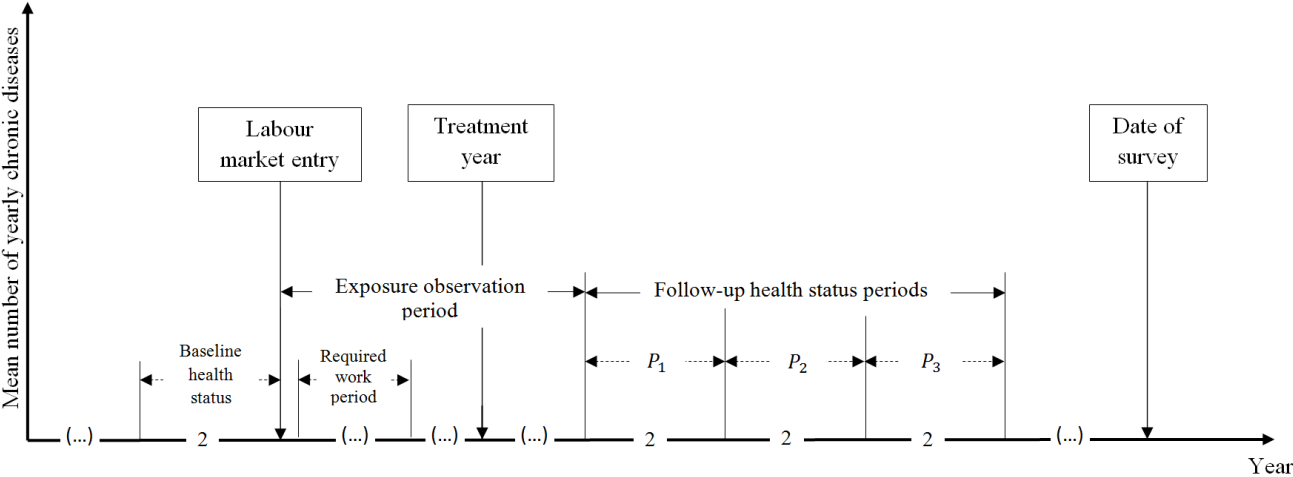 Mean number of yearly chronic diseases
Labour
market entry
Treatment
year
Date of
survey
Exposure observation
period
Follow-up health status periods
Baseline
health
status
Required
work
period
P₁
P₂
P₃
(...)
2
(...)
(...)
(...)
2
2
2
(...)
Year